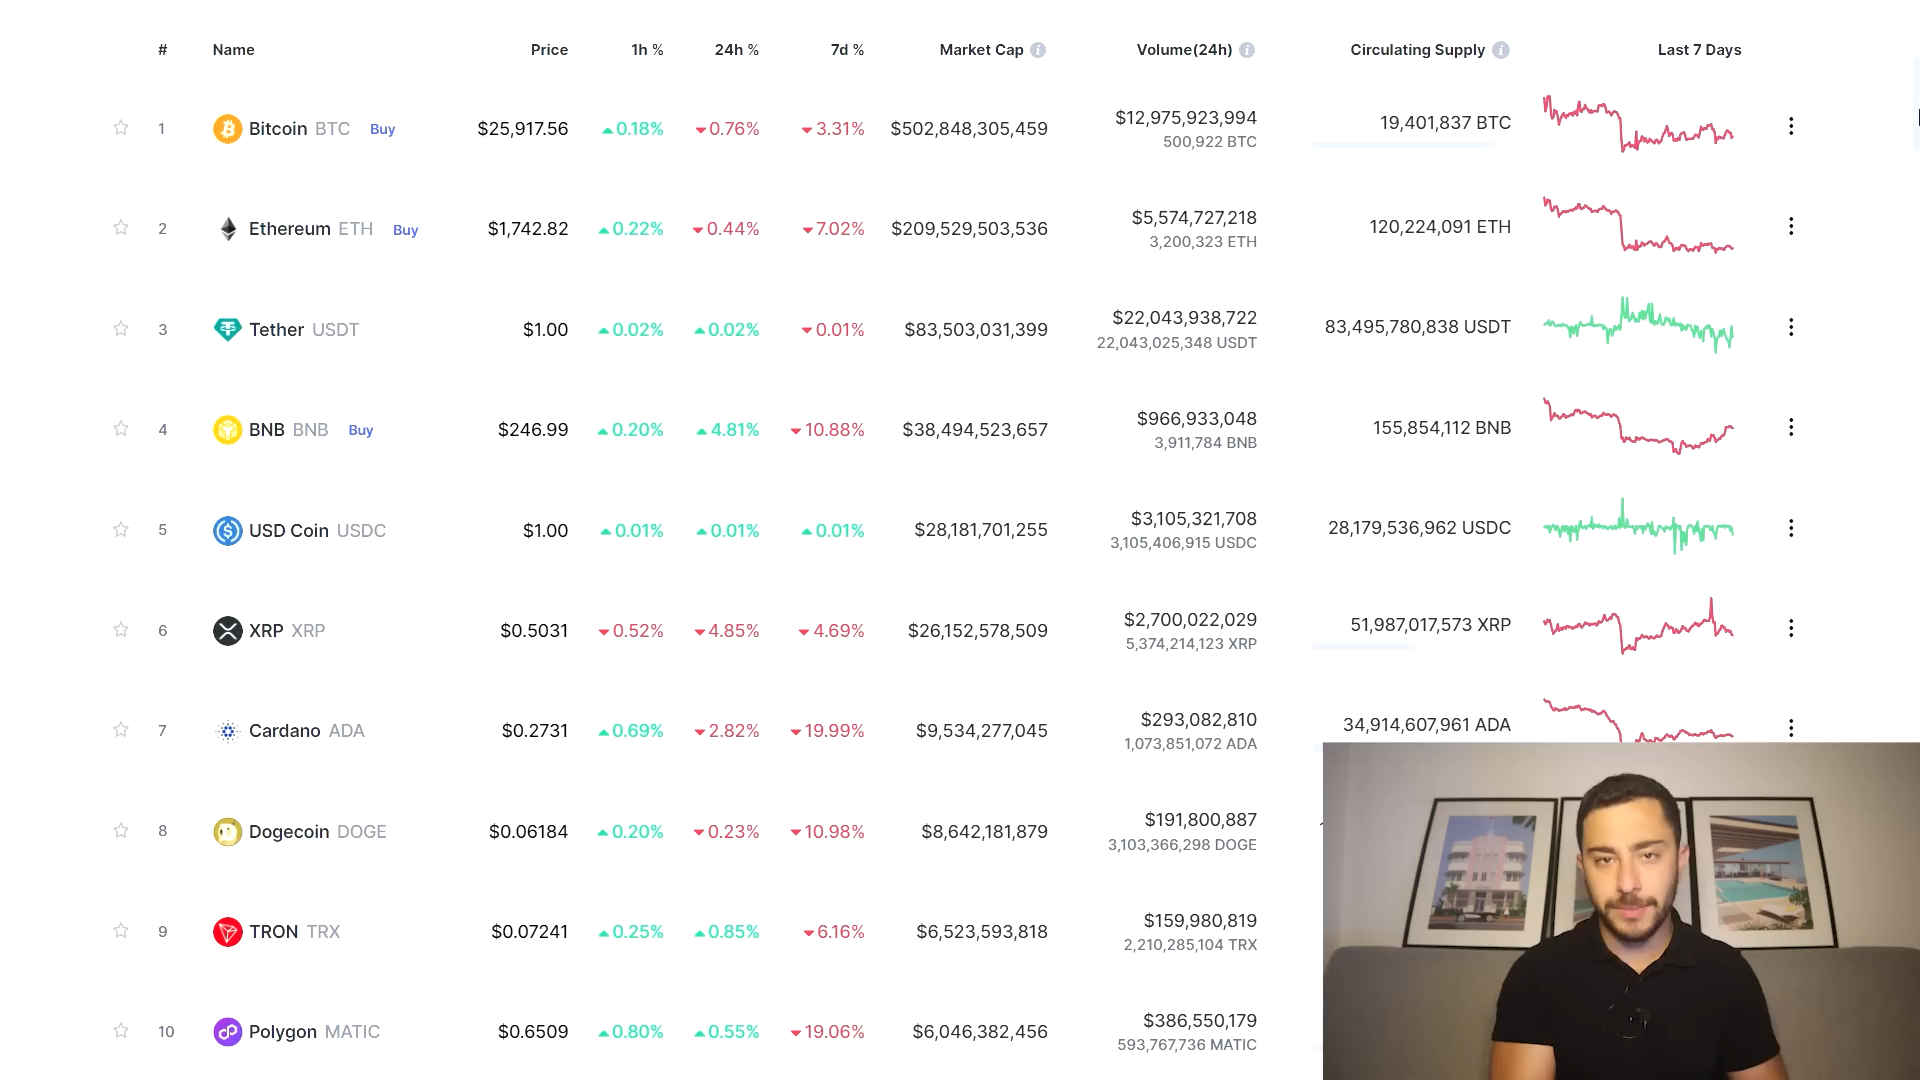 # Name Price 1h % 24h % 7d % Market Cap Volume(24h) Circulating Supply Last 7 Days
1 Bitcoin BTC Buy $25,917.56 0.18% 0.76% 3.31% $502,848,305,459 $12,975,923,994 19,401,837 BTC
500,922 BTC
2 Ethereum ETH Buy $1,742.82 0.22% 0.44% 7.02% $209,529,503,536 $5,574,727,218 120,224,091 ETH
3,200,323 ETH
3 Tether USDT $1.00 0.02% 0.02% 0.01% $83,503,031,399 $22,043,938,722 83,495,780,838 USDT
22,043,025,348 USDT
4 BNB BNB Buy $246.99 0.20% 4.81% 10.88% $38,494,523,657 $966,933,048 155,854,112 BNB
3,911,784 BNB
5 USD Coin USDC $1.00 0.01% 0.01% 0.01% $28,181,701,255 $3,105,321,708 28,179,536,962 USDC
3,105,406,915 USDC
6 XRP XRP $0.5031 0.52% 4.85% 4.69% $26,152,578,509 $2,700,022,029 51,987,017,573 XRP
5,374,214,123 XRP
7 Cardano ADA $0.2731 0.69% 2.82% 19.99% $9,534,277,045 $293,082,810 34,914,607,961 ADA
1,073,851,072 ADA
8 Dogecoin DOGE $0.06184 0.20% 0.23% 10.98% $8,642,181,879 $191,800,887
3,103,366,298 DOGE
9 TRON TRX $0.07241 0.25% 0.85% 6.16% $6,523,593,818 $159,980,819
2,210,285,104 TRX
10 Polygon MATIC $0.6509 0.80% 0.55% 19.06% $6,046,382,456 $386,550,179
593,767,736 MATIC